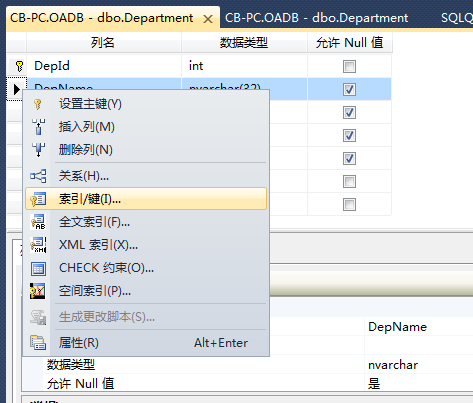 CB-PC.OADB - dbo.Department × CB-PC.OADB - dbo.Department SQLQ
列名 数据类型 允许 Null 值
DepId int
DepName nvarchar(32)
设置主键(Y)
插入列(M)
删除列(N)
关系(H)...
索引/键(I)...
全文索引(F)...
XML 索引(X)...
CHECK 约束(O)...
空间索引(P)...
生成更改脚本(S)...
属性(R) Alt+Enter
DepName
数据类型 nvarchar
允许 Null 值 是